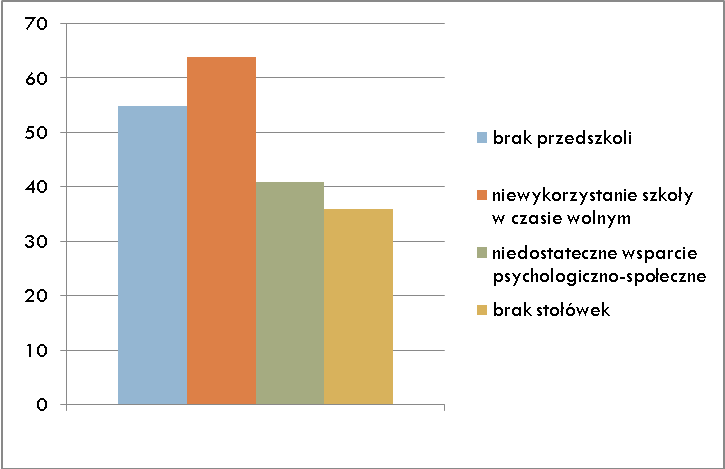 70
60
50
40
30
20
10
0
brak przedszkoli
niewykorzystanie szkoły
w czasie wolnym
niedostateczne wsparcie
psychologiczno-społeczne
brak stołówek